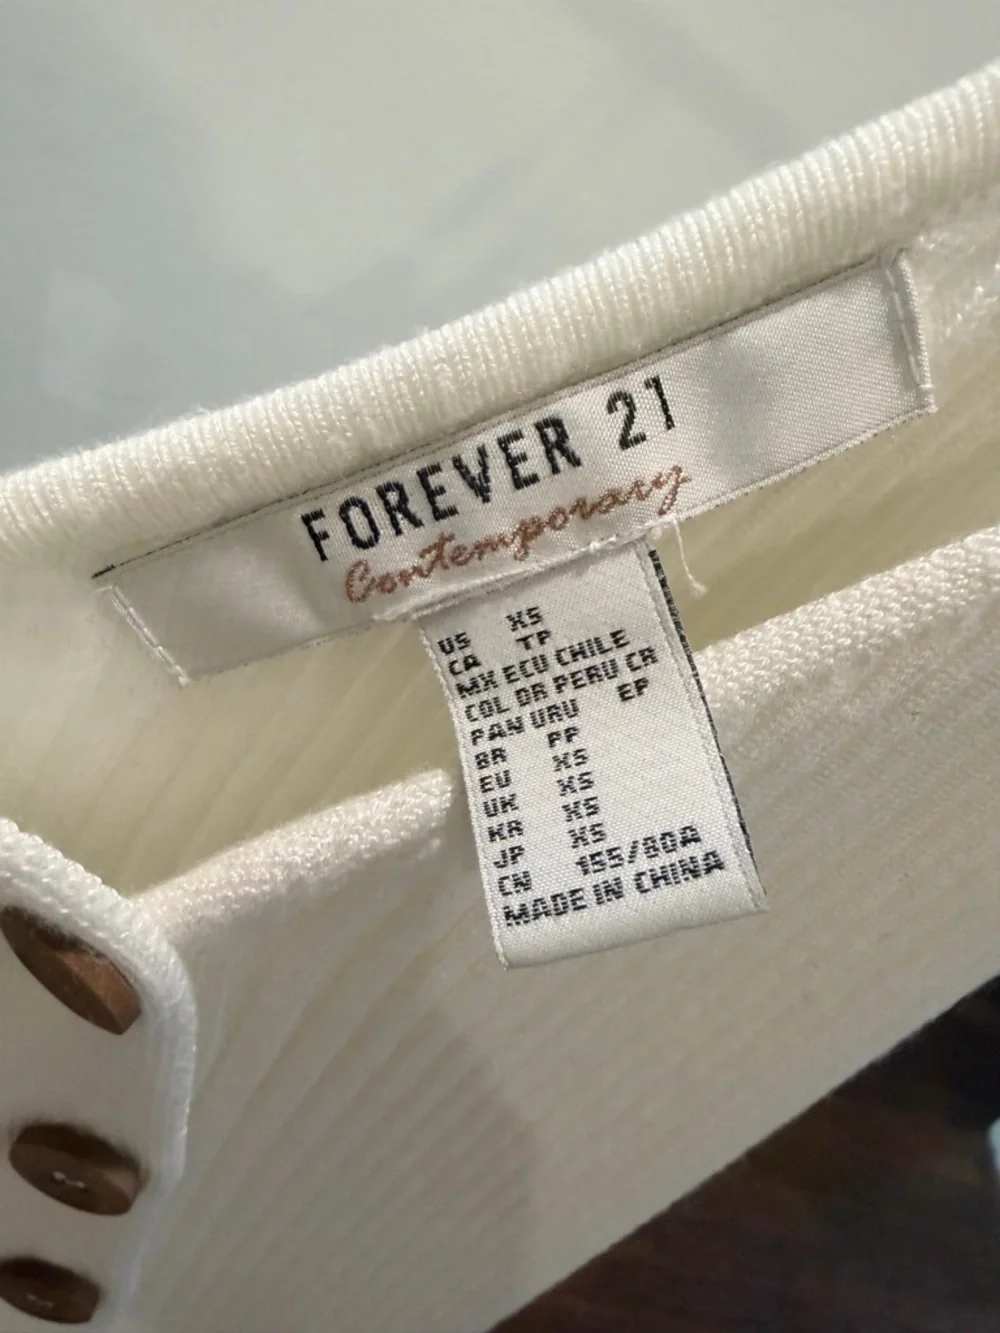 FOREVER 21
Contemporary
US XS
CA TP
MX ECU CHILE
COL DR PERU CR
PAN URU EP
BR PP
EU XS
UK XS
KR XS
JP XS
CN 155/80A
MADE IN CHINA